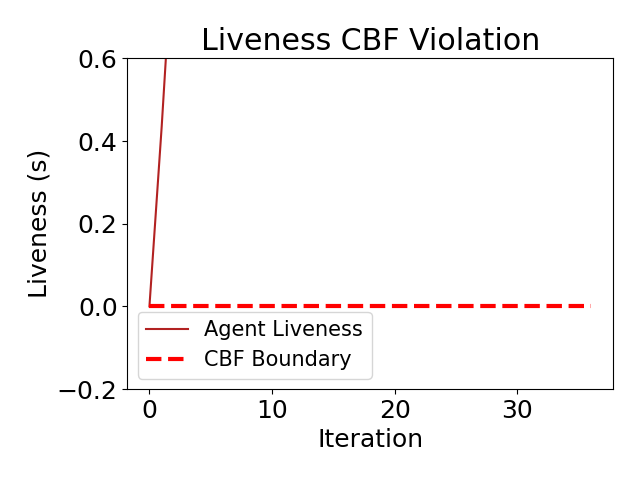 Liveness CBF Violation
Liveness (s)
0.6
0.4
0.2
0.0
−0.2
Agent Liveness
CBF Boundary
0 10 20 30
Iteration